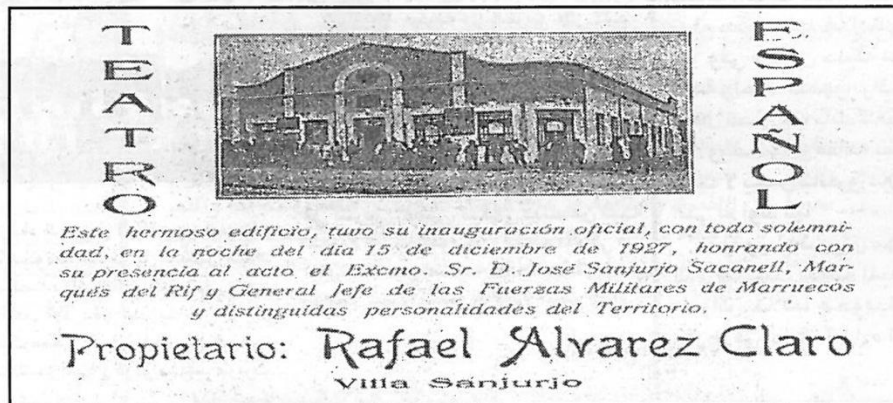 TEATRO
ESPAÑOL
Este hermoso edificio, tuvo su inauguración oficial, con toda solemni-
dad, en la noche del día 15 de diciembre de 1927, honrando con
su presencia al acto el Excmo. Sr. D. José Sanjurjo Sacanell, Mar-
qués del Rif y General Jefe de las Fuerzas Militares de Marruecos
y distinguidas personalidades del Territorio.
Propietario: Rafael Alvarez Claro
Villa Sanjurjo